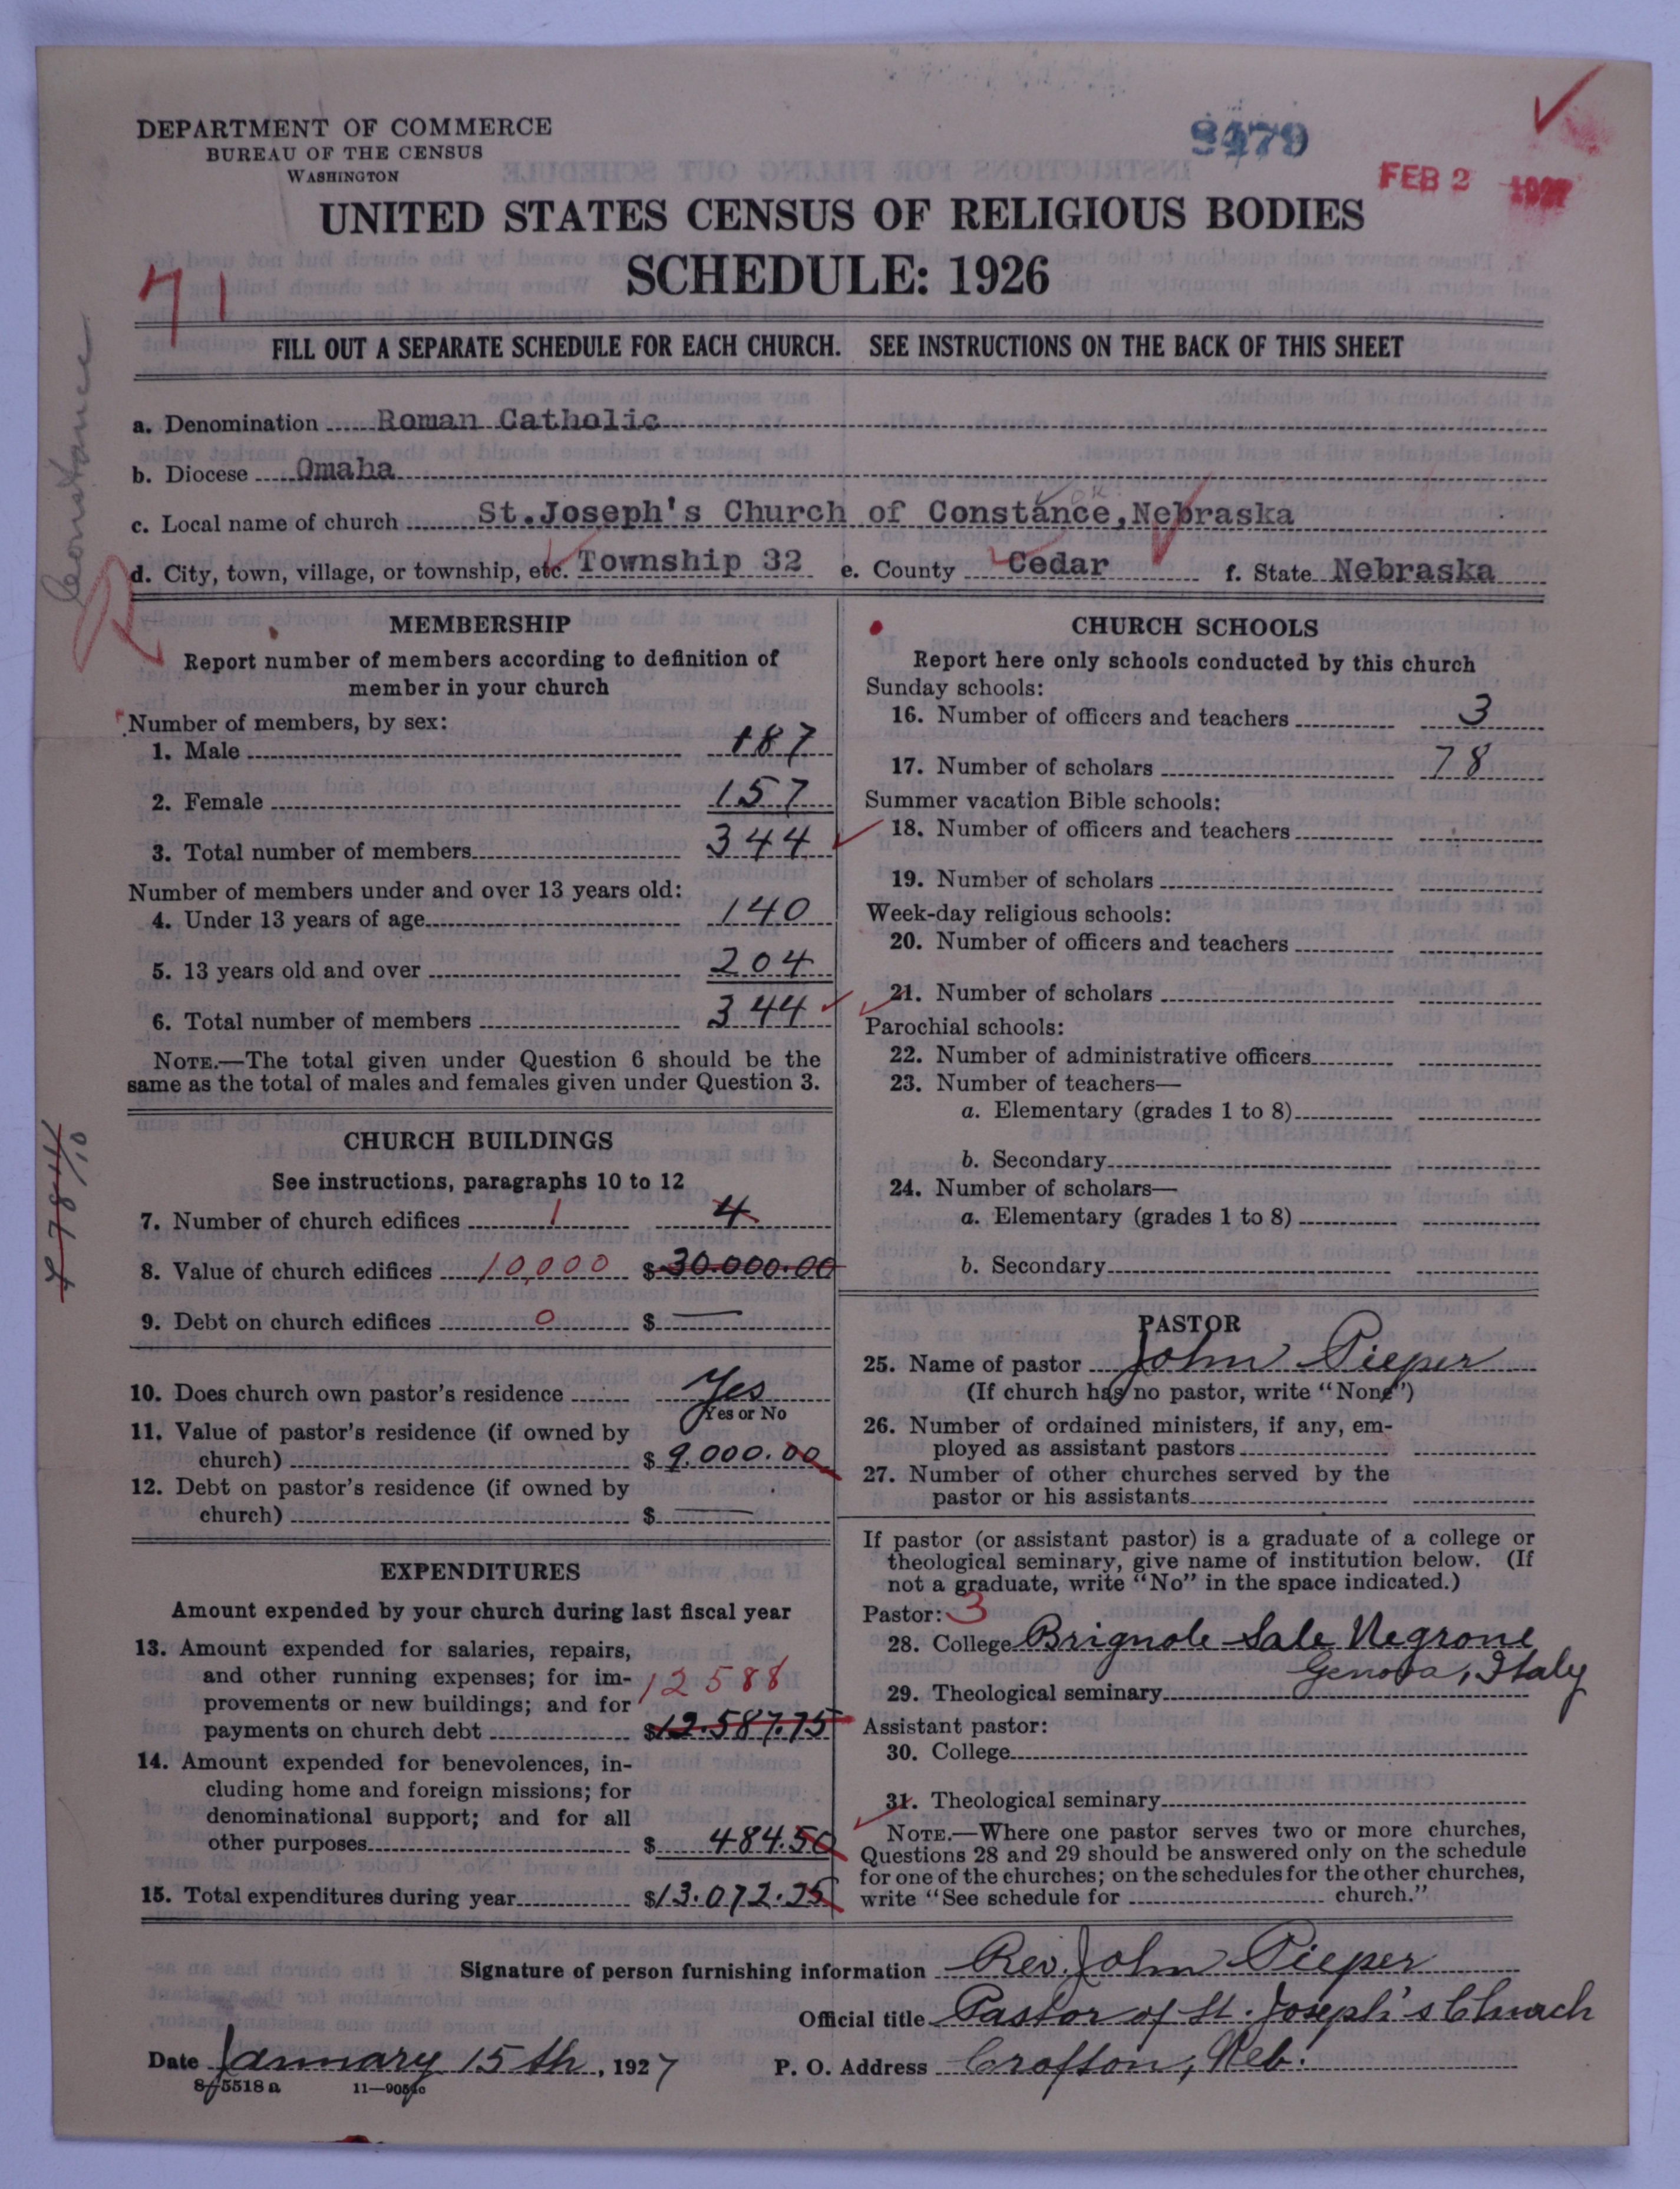 DEPARTMENT OF COMMERCE
BUREAU OF THE CENSUS
WASHINGTON
9479
FEB 2 1927
UNITED STATES CENSUS OF RELIGIOUS BODIES
SCHEDULE: 1926
71
FILL OUT A SEPARATE SCHEDULE FOR EACH CHURCH. SEE INSTRUCTIONS ON THE BACK OF THIS SHEET
Constance
a. Denomination Roman Catholic
b. Diocese Omaha
c. Local name of church St.Joseph's Church of Constance,Nebraska
d. City, town, village, or township, etc. Township 32 e. County Cedar f. State Nebraska
MEMBERSHIP
Report number of members according to definition of
member in your church
Number of members, by sex:
1. Male 187
2. Female 157
3. Total number of members 344
Number of members under and over 13 years old:
4. Under 13 years of age 140
5. 13 years old and over 204
6. Total number of members 344
NOTE.—The total given under Question 6 should be the
same as the total of males and females given under Question 3.
CHURCH BUILDINGS
See instructions, paragraphs 10 to 12
7. Number of church edifices 1 4
8. Value of church edifices 10,000 $30.000.00
9. Debt on church edifices 0 $ —
10. Does church own pastor's residence Yes
Yes or No
11. Value of pastor's residence (if owned by
church) $ 9.000.00
12. Debt on pastor's residence (if owned by
church) $ —
EXPENDITURES
Amount expended by your church during last fiscal year
13. Amount expended for salaries, repairs,
and other running expenses; for im-
provements or new buildings; and for 12588
payments on church debt $12.587.75
14. Amount expended for benevolences, in-
cluding home and foreign missions; for
denominational support; and for all
other purposes $ 484.50
15. Total expenditures during year $13.072.25
CHURCH SCHOOLS
Report here only schools conducted by this church
Sunday schools:
16. Number of officers and teachers 3
17. Number of scholars 78
Summer vacation Bible schools:
18. Number of officers and teachers
19. Number of scholars
Week-day religious schools:
20. Number of officers and teachers
21. Number of scholars
Parochial schools:
22. Number of administrative officers
23. Number of teachers—
a. Elementary (grades 1 to 8)
b. Secondary
24. Number of scholars—
a. Elementary (grades 1 to 8)
b. Secondary
PASTOR
25. Name of pastor John Pieper
(If church has no pastor, write "None")
26. Number of ordained ministers, if any, em-
ployed as assistant pastors
27. Number of other churches served by the
pastor or his assistants
If pastor (or assistant pastor) is a graduate of a college or
theological seminary, give name of institution below. (If
not a graduate, write "No" in the space indicated.)
Pastor: 3
28. College Brignole Sale Negrone
Genova, Italy
29. Theological seminary
Assistant pastor:
30. College
31. Theological seminary
NOTE.—Where one pastor serves two or more churches,
Questions 28 and 29 should be answered only on the schedule
for one of the churches; on the schedules for the other churches,
write "See schedule for church."
Signature of person furnishing information Rev. John Pieper
Official title Pastor of St. Joseph's Church
Date January 15th, 1927 P. O. Address Crofton, Neb.
8-5518 a 11—9051c